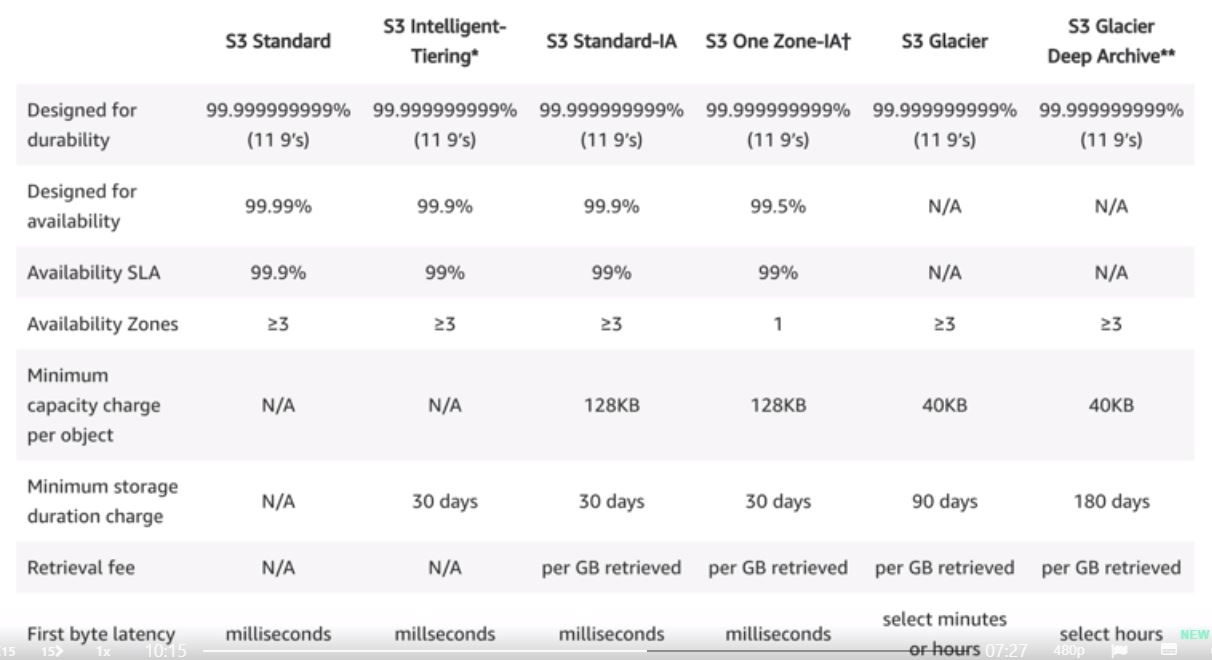 S3 Standard S3 Intelligent-Tiering* S3 Standard-IA S3 One Zone-IA† S3 Glacier S3 Glacier Deep Archive**
Designed for durability 99.999999999% (11 9's) 99.999999999% (11 9's) 99.999999999% (11 9's) 99.999999999% (11 9's) 99.999999999% (11 9's) 99.999999999% (11 9's)
Designed for availability 99.99% 99.9% 99.9% 99.5% N/A N/A
Availability SLA 99.9% 99% 99% 99% N/A N/A
Availability Zones ≥3 ≥3 ≥3 1 ≥3 ≥3
Minimum capacity charge per object N/A N/A 128KB 128KB 40KB 40KB
Minimum storage duration charge N/A 30 days 30 days 30 days 90 days 180 days
Retrieval fee N/A N/A per GB retrieved per GB retrieved per GB retrieved per GB retrieved
First byte latency milliseconds millseconds milliseconds milliseconds select minutes or hours select hours
NEW
15 15 1x 10:15 07:27 480p